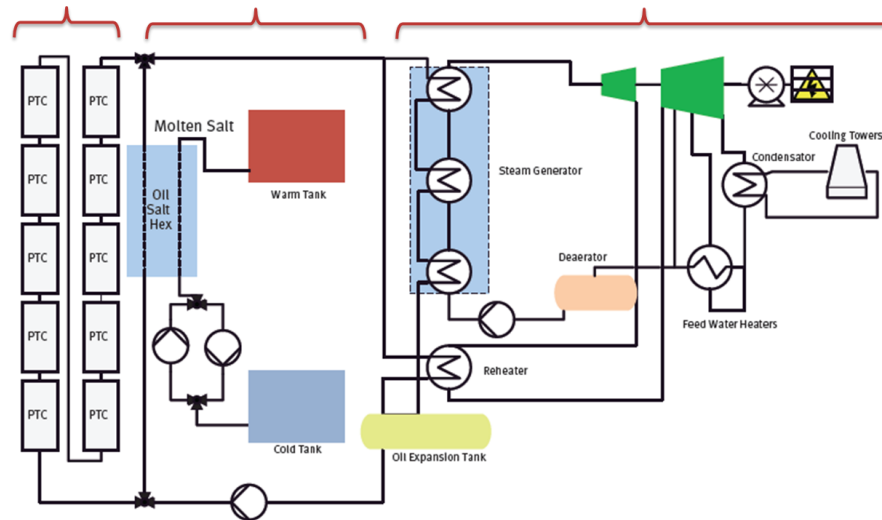 PTC
PTC
PTC
PTC
PTC
PTC
PTC
PTC
PTC
PTC
Molten Salt
Oil
Salt
Hex
Warm Tank
Cold Tank
Steam Generator
Deaerator
Reheater
Oil Expansion Tank
Cooling Towers
Condensator
Feed Water Heaters